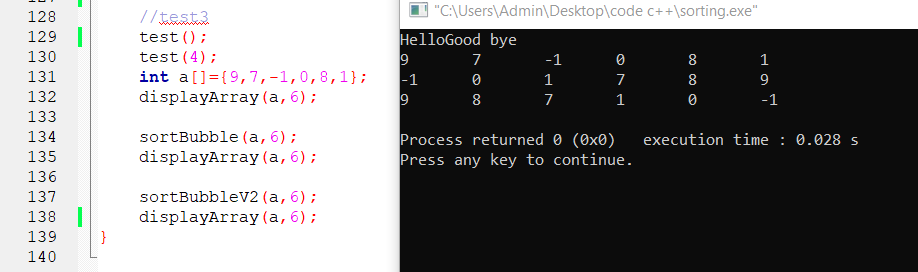 128 //test3
129 test();
130 test(4);
131 int a[]={9,7,-1,0,8,1};
132 displayArray(a,6);
133
134 sortBubble(a,6);
135 displayArray(a,6);
136
137 sortBubbleV2(a,6);
138 displayArray(a,6);
139 }
140
"C:\Users\Admin\Desktop\code c++\sorting.exe"
HelloGood bye
9 7 -1 0 8 1
-1 0 1 7 8 9
9 8 7 1 0 -1
Process returned 0 (0x0) execution time : 0.028 s
Press any key to continue.